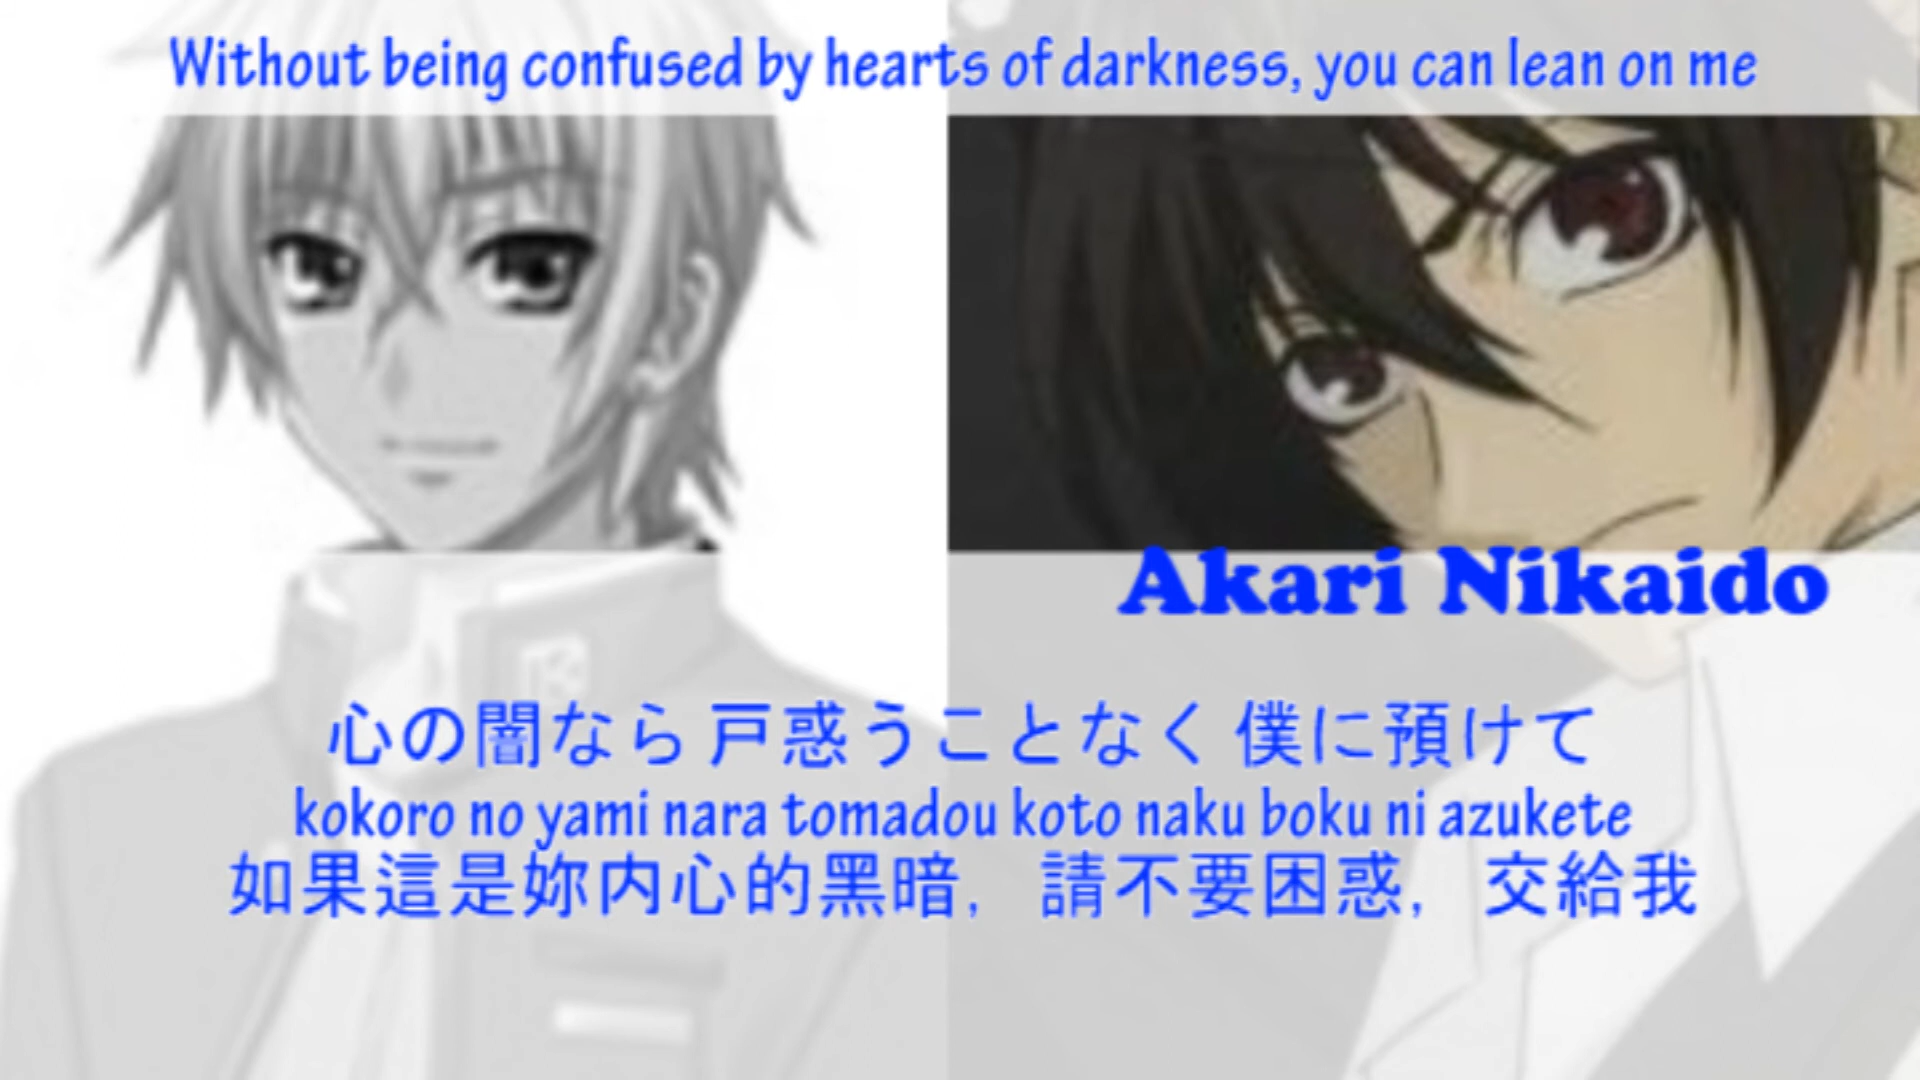 Without being confused by hearts of darkness, you can lean on me
Akari Nikaido
心の闇なら 戸惑うことなく 僕に預けて
kokoro no yami nara tomadou koto naku boku ni azukete
如果這是妳内心的黑暗,　請不要困惑,　交給我